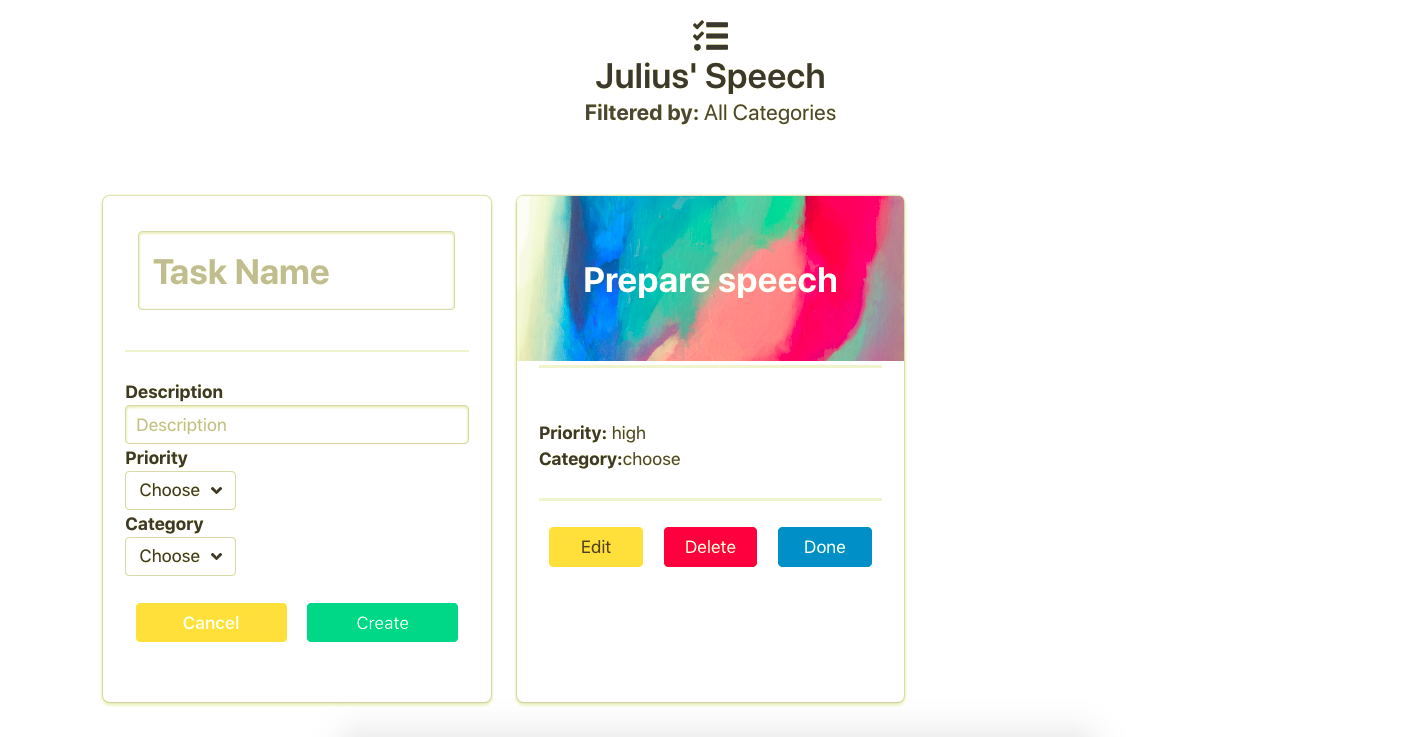 Julius' Speech
Filtered by: All Categories
Task Name
Description
Description
Priority
Choose
Category
Choose
Cancel Create
Prepare speech
Priority: high
Category:choose
Edit Delete Done